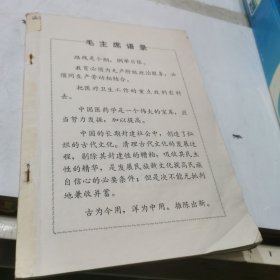 毛主席语录
路线是个纲，纲举目张。
教育必须为无产阶级政治服务，必
须同生产劳动相结合。
把医疗卫生工作的重点放到农村
去。
中国医药学是一个伟大的宝库，应
当努力发掘，加以提高。
中国的长期封建社会中，创造了灿
烂的古代文化。清理古代文化的发展过
程，剔除其封建性的糟粕，吸收其民主
性的精华，是发展民族新文化提高民族
自信心的必要条件；但是决不能无批判
地兼收并蓄。
古为今用，洋为中用。推陈出新。